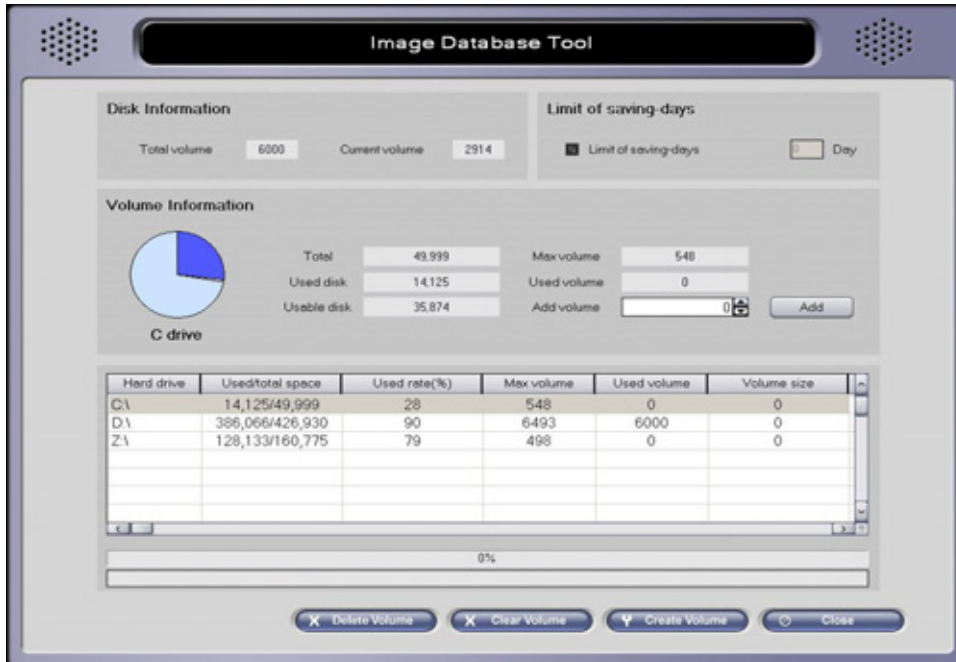 Image Database Tool
Disk Information
Total volume 6000 Current volume 2914
Limit of saving-days
Limit of saving-days 0 Day
Volume Information
C drive
Total 49,999 Max volume 548
Used disk 14,125 Used volume 0
Usable disk 35,874 Add volume 0 Add
Hard drive Used/total space Used rate(%) Max volume Used volume Volume size
C:\ 14,125/49,999 28 548 0 0
D:\ 386,066/426,930 90 6493 6000 0
Z:\ 128,133/160,775 79 498 0 0
0%
X Delete Volume X Clear Volume Y Create Volume Close